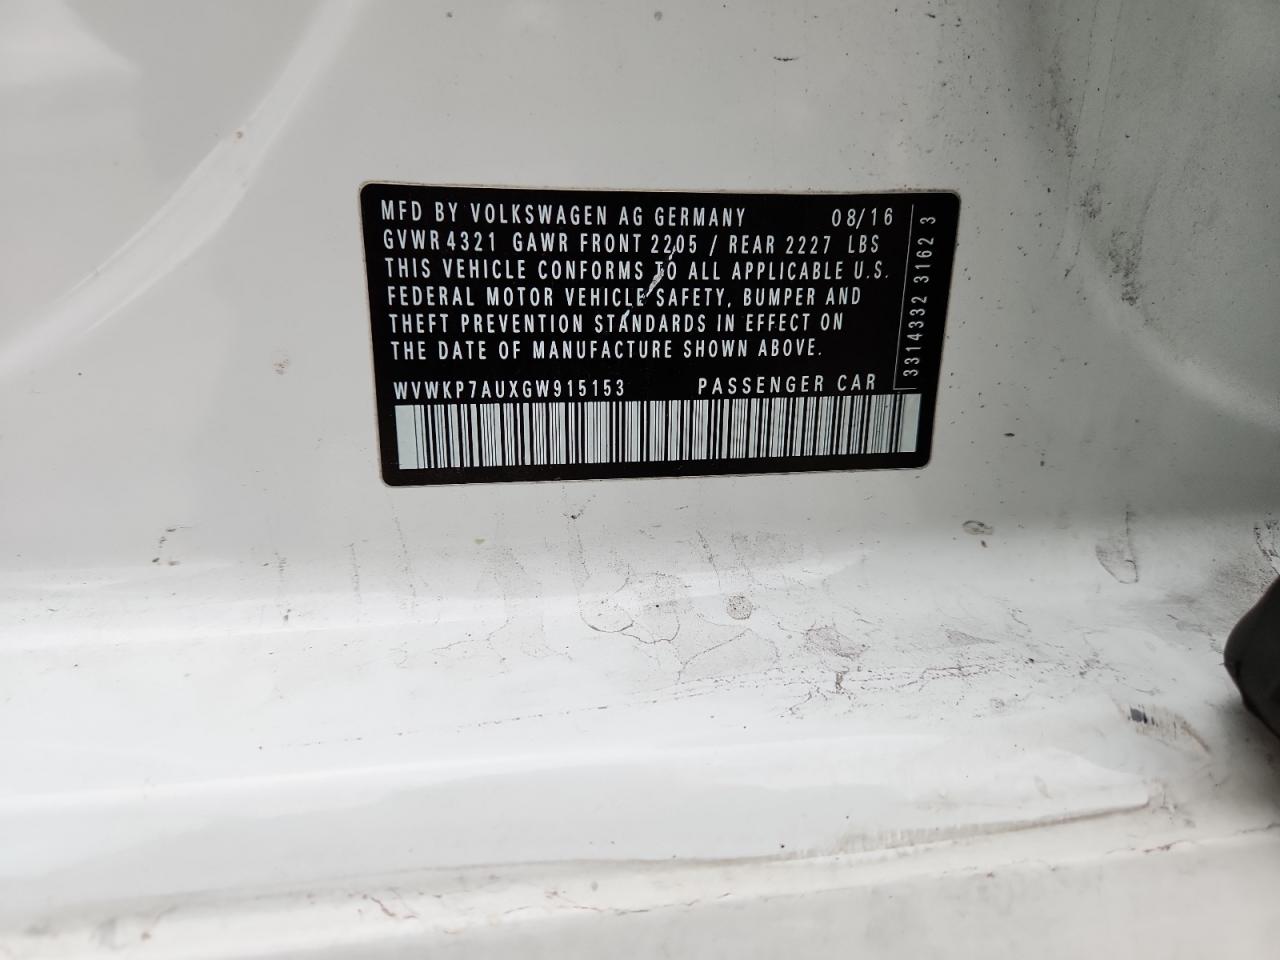 MFD BY VOLKSWAGEN AG GERMANY 08/16
GVWR 4321 GAWR FRONT 2205 / REAR 2227 LBS
THIS VEHICLE CONFORMS TO ALL APPLICABLE U.S.
FEDERAL MOTOR VEHICLE SAFETY, BUMPER AND
THEFT PREVENTION STANDARDS IN EFFECT ON
THE DATE OF MANUFACTURE SHOWN ABOVE.
WVWKP7AUXGW915153 PASSENGER CAR
3314332 3162 3